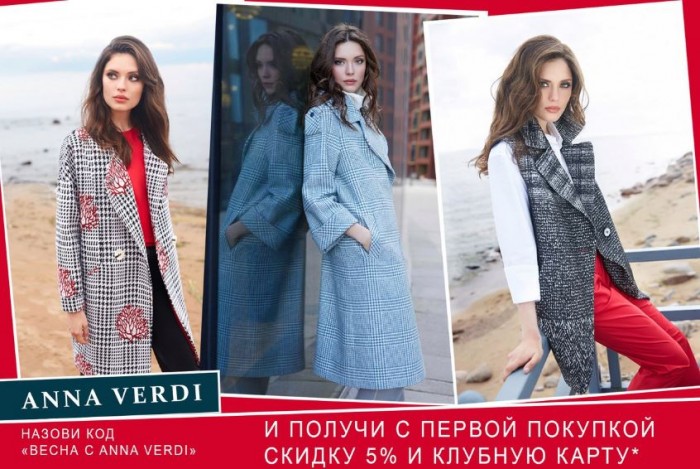 ANNA VERDI
НАЗОВИ КОД
«ВЕСНА С ANNA VERDI»
И ПОЛУЧИ С ПЕРВОЙ ПОКУПКОЙ
СКИДКУ 5% И КЛУБНУЮ КАРТУ*